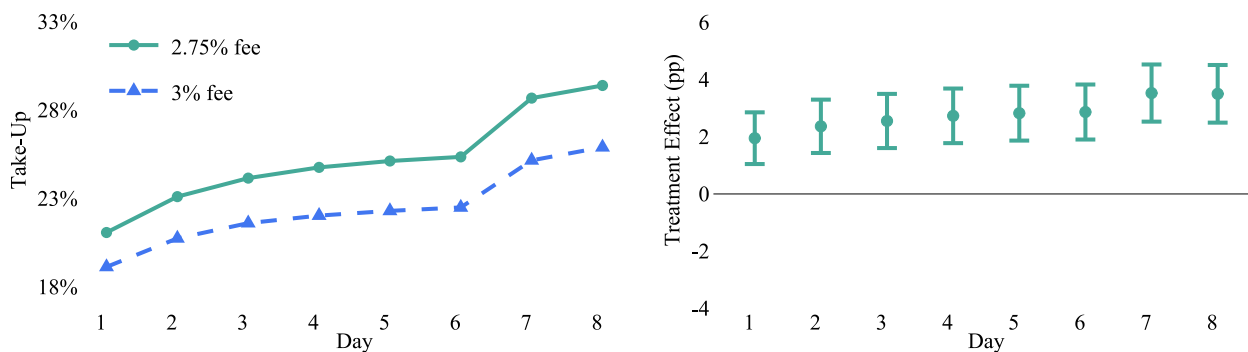 33%
28%
23%
18%
Take-Up
2.75% fee
3% fee
1 2 3 4 5 6 7 8
Day
6
4
2
0
-2
-4
Treatment Effect (pp)
1 2 3 4 5 6 7 8
Day